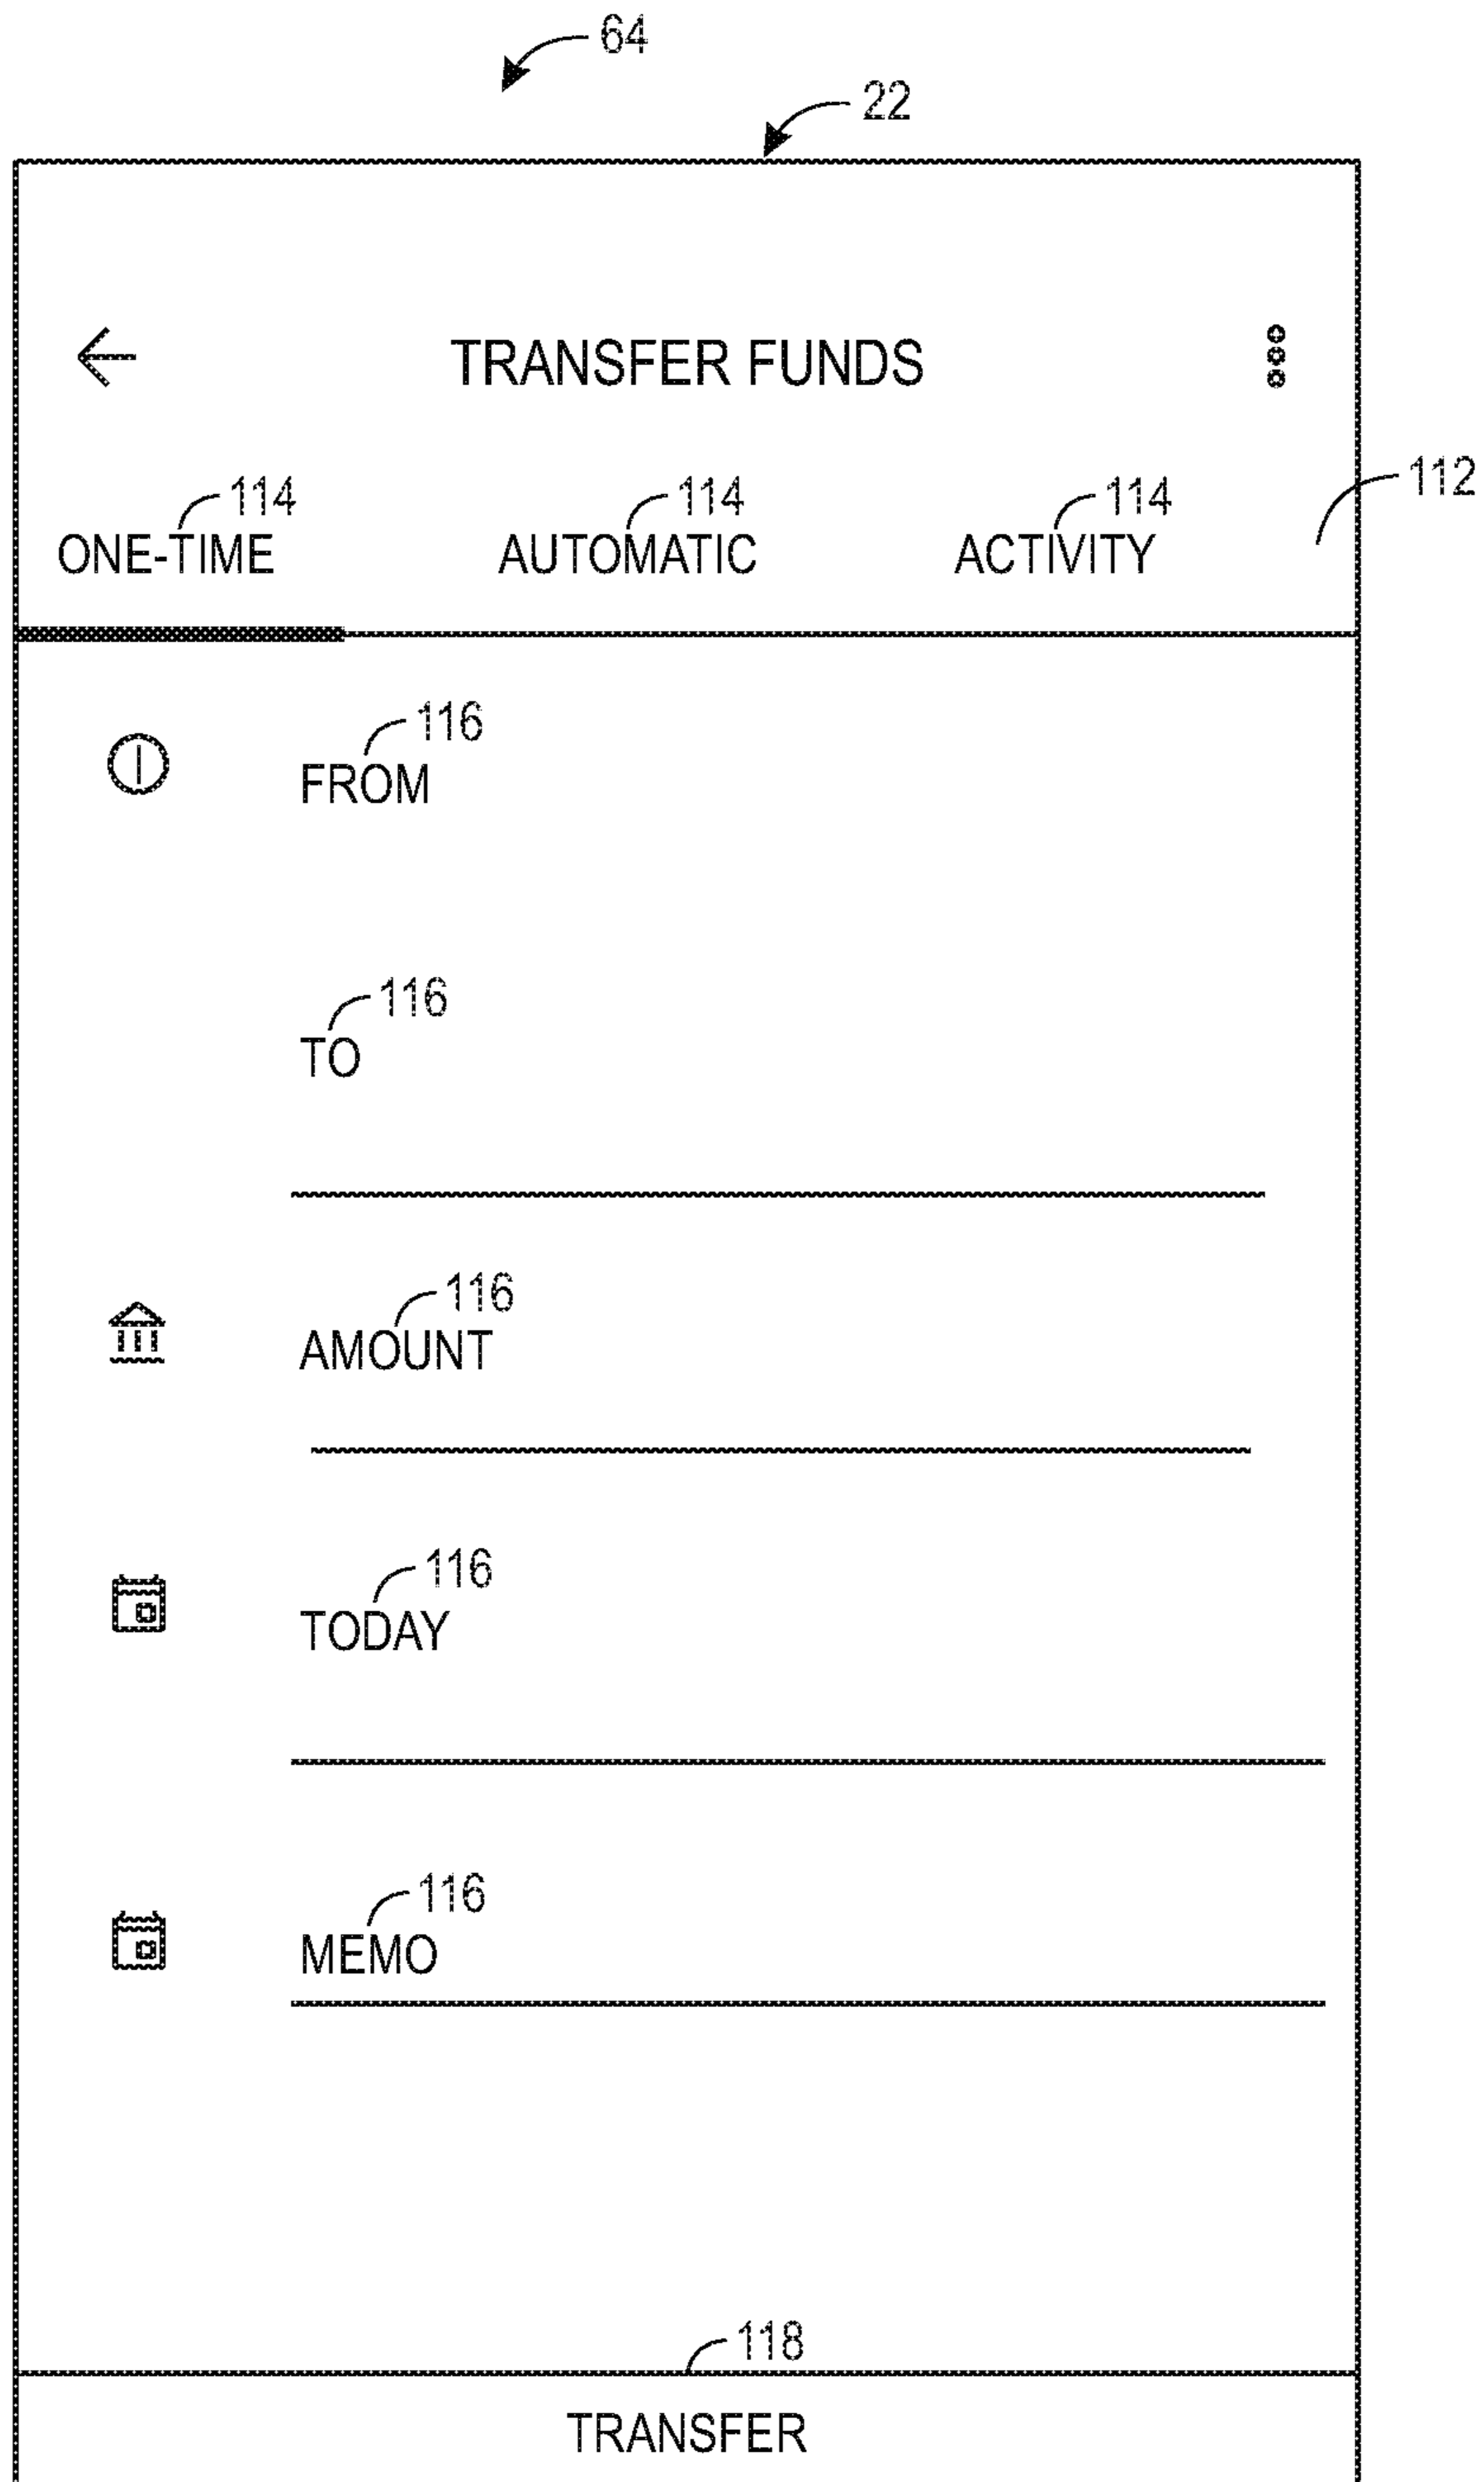 64
22
TRANSFER FUNDS
114 114 114 112
ONE-TIME AUTOMATIC ACTIVITY
116
FROM
116
TO
116
AMOUNT
116
TODAY
116
MEMO
118
TRANSFER